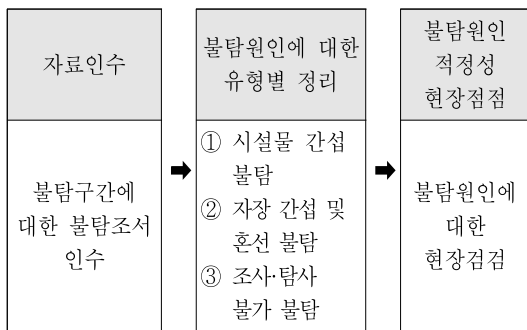 자료인수
불탐원인에 대한
유형별 정리
불탐원인
적정성
현장점점
불탐구간에
대한 불탐조서
인수
① 시설물 간섭
불탐
② 자장 간섭 및
혼선 불탐
③ 조사·탐사
불가 불탐
불탐원인에
대한
현장검검